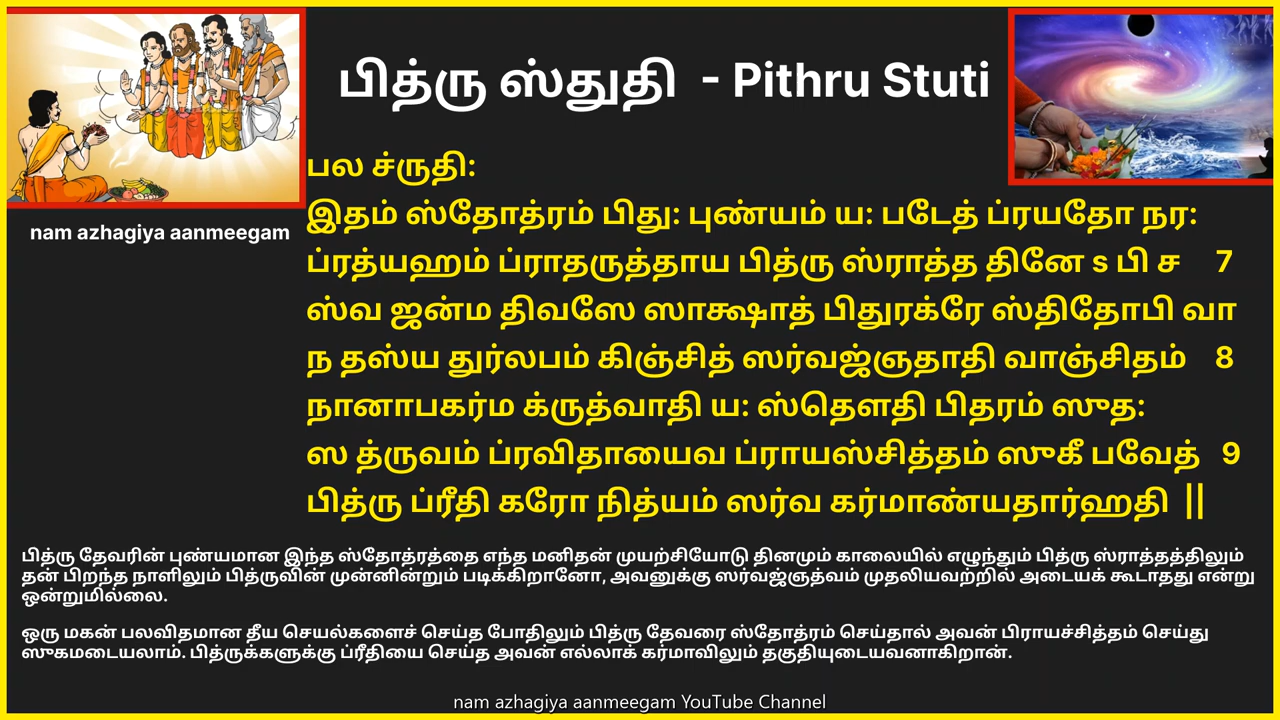 பித்ரு ஸ்துதி - Pithru Stuti
nam azhagiya aanmeegam
பல ச்ருதி:
இதம் ஸ்தோத்ரம் பிது: புண்யம் ய: படேத் ப்ரயதோ நர:
ப்ரத்யஹம் ப்ராதருத்தாய பித்ரு ஸ்ராத்த தினே s பி ச 7
ஸ்வ ஜன்ம திவஸே ஸாக்ஷாத் பிதுரக்ரே ஸ்திதோபி வா
ந தஸ்ய துர்லபம் கிஞ்சித் ஸர்வஜ்ஞதாதி வாஞ்சிதம் 8
நானாபகர்ம க்ருத்வாதி ய: ஸ்தௌதி பிதரம் ஸுத:
ஸ த்ருவம் ப்ரவிதாயைவ ப்ராயஸ்சித்தம் ஸுகீ பவேத் 9
பித்ரு ப்ரீதி கரோ நித்யம் ஸர்வ கர்மாண்யதார்ஹதி ||
பித்ரு தேவரின் புண்யமான இந்த ஸ்தோத்ரத்தை எந்த மனிதன் முயற்சியோடு தினமும் காலையில் எழுந்தும் பித்ரு ஸ்ராத்தத்திலும்
தன் பிறந்த நாளிலும் பித்ருவின் முன்னின்றும் படிக்கிறானோ, அவனுக்கு ஸர்வஜ்ஞத்வம் முதலியவற்றில் அடையக் கூடாதது என்று
ஒன்றுமில்லை.
ஒரு மகன் பலவிதமான தீய செயல்களைச் செய்த போதிலும் பித்ரு தேவரை ஸ்தோத்ரம் செய்தால் அவன் பிராயச்சித்தம் செய்து
ஸுகமடையலாம். பித்ருக்களுக்கு ப்ரீதியை செய்த அவன் எல்லாக் கர்மாவிலும் தகுதியுடையவனாகிறான்.
nam azhagiya aanmeegam YouTube Channel